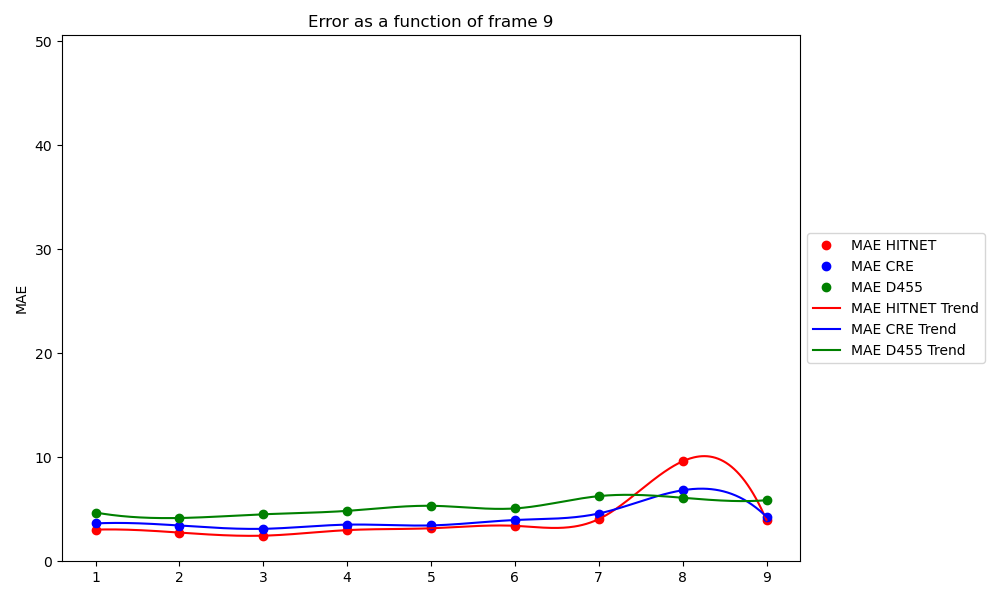 Error as a function of frame 9
MAE
50
40
30
20
10
0
1 2 3 4 5 6 7 8 9
MAE HITNET
MAE CRE
MAE D455
MAE HITNET Trend
MAE CRE Trend
MAE D455 Trend